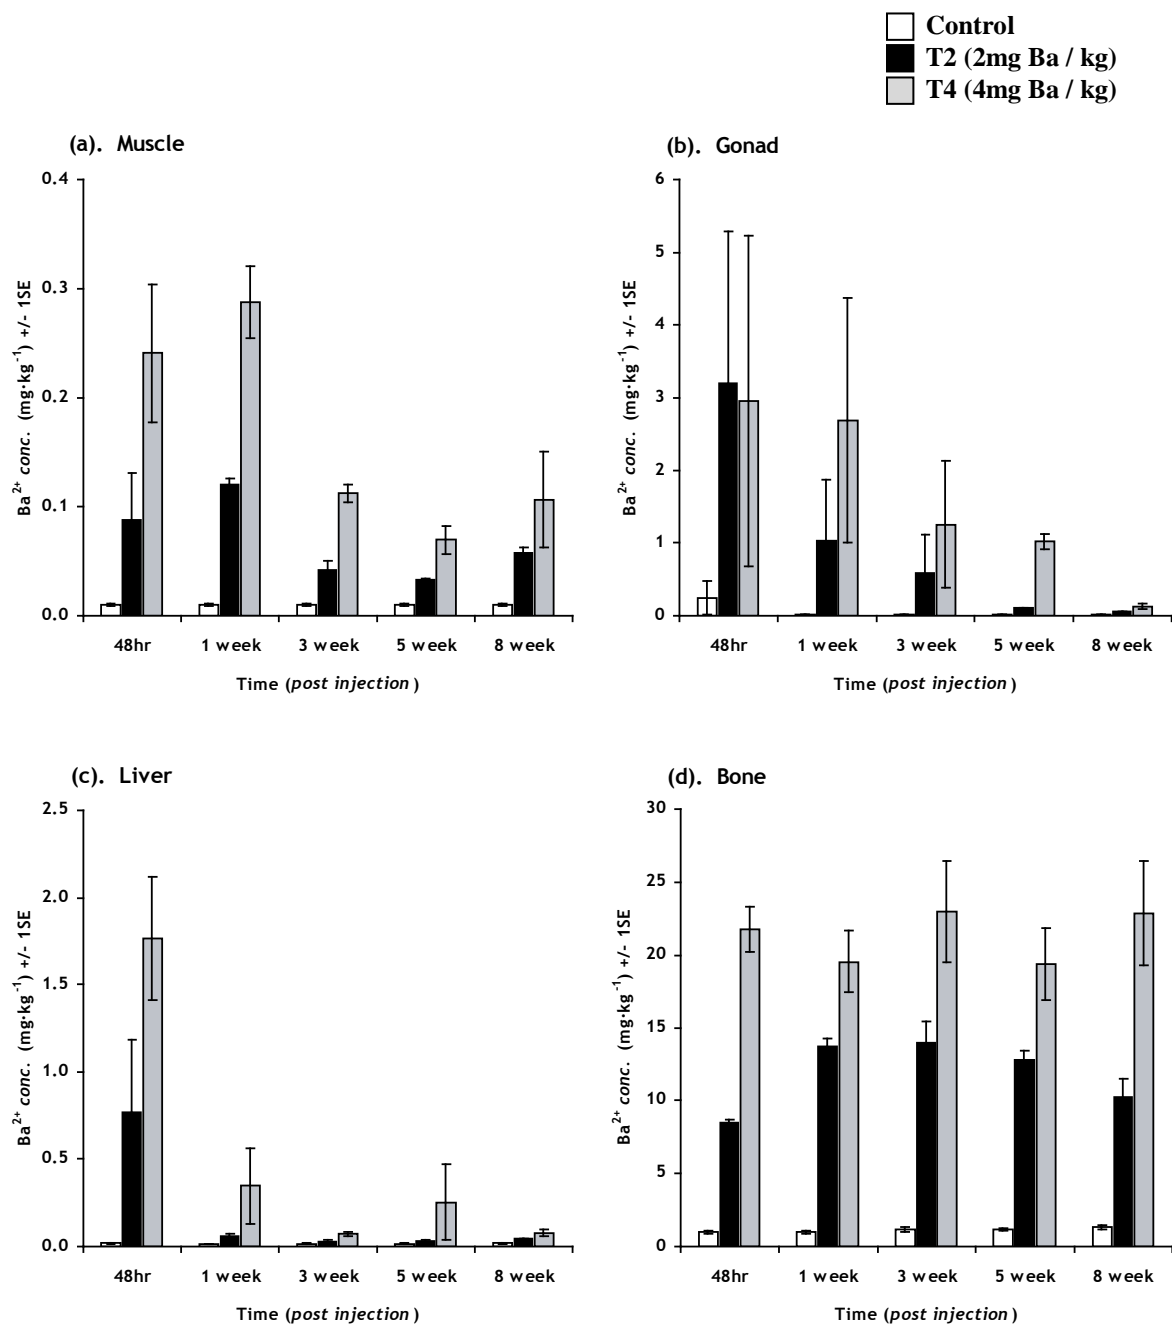 Control
T2 (2mg Ba / kg)
T4 (4mg Ba / kg)
(a). Muscle
0.4
0.3
0.2
0.1
0.0
Ba²⁺ conc. (mg·kg⁻¹) +/- 1SE
48hr 1 week 3 week 5 week 8 week
Time (post injection)
(b). Gonad
6
5
4
3
2
1
0
Ba²⁺ conc. (mg·kg⁻¹) +/- 1SE
48hr 1 week 3 week 5 week 8 week
Time (post injection)
(c). Liver
2.5
2.0
1.5
1.0
0.5
0.0
Ba²⁺ conc. (mg·kg⁻¹) +/- 1SE
48hr 1 week 3 week 5 week 8 week
Time (post injection)
(d). Bone
30
25
20
15
10
5
0
Ba²⁺ conc. (mg·kg⁻¹) +/- 1SE
48hr 1 week 3 week 5 week 8 week
Time (post injection)